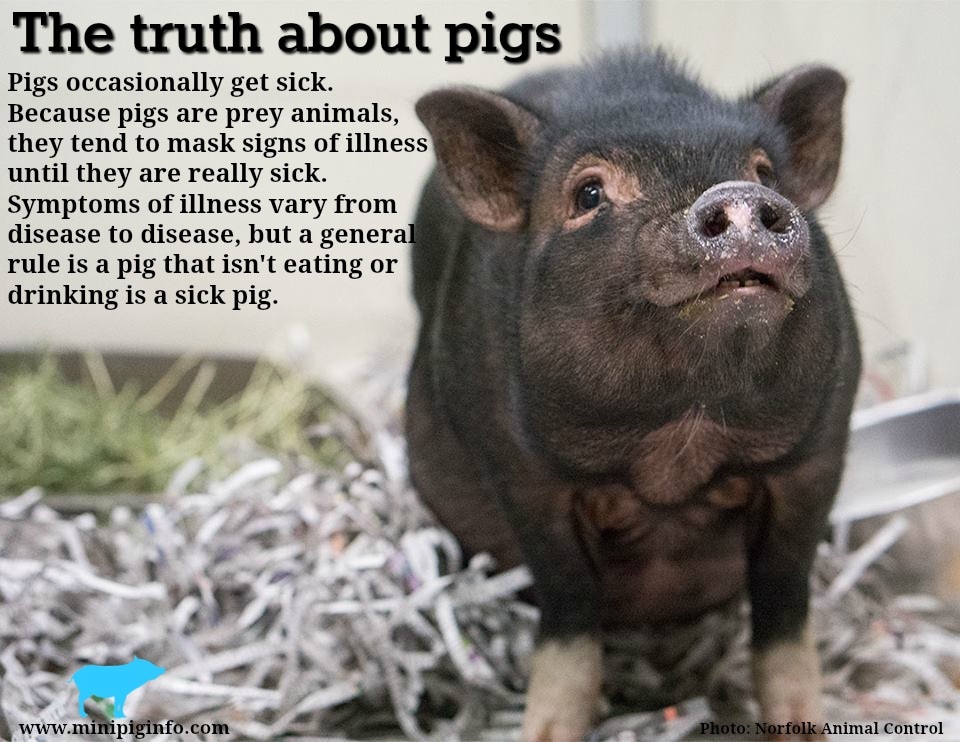 The truth about pigs
Pigs occasionally get sick.
Because pigs are prey animals,
they tend to mask signs of illness
until they are really sick.
Symptoms of illness vary from
disease to disease, but a general
rule is a pig that isn't eating or
drinking is a sick pig.
www.minipiginfo.com
Photo: Norfolk Animal Control